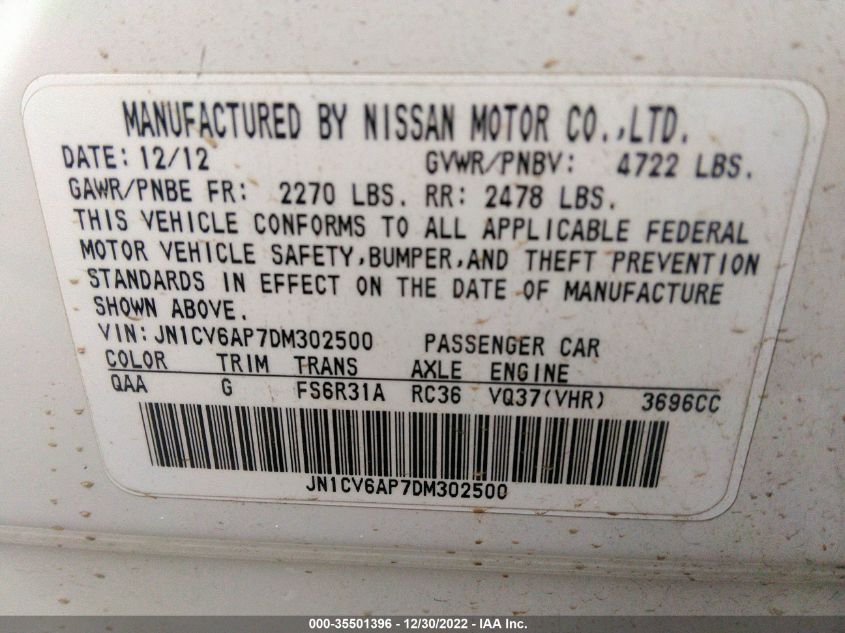 MANUFACTURED BY NISSAN MOTOR CO.,LTD.
DATE: 12/12 GVWR/PNBV: 4722 LBS.
GAWR/PNBE FR: 2270 LBS. RR: 2478 LBS.
THIS VEHICLE CONFORMS TO ALL APPLICABLE FEDERAL
MOTOR VEHICLE SAFETY,BUMPER,AND THEFT PREVENTION
STANDARDS IN EFFECT ON THE DATE OF MANUFACTURE
SHOWN ABOVE.
VIN: JN1CV6AP7DM302500 PASSENGER CAR
COLOR TRIM TRANS AXLE ENGINE
QAA G FS6R31A RC36 VQ37(VHR) 3696CC
JN1CV6AP7DM302500
000-35501396 - 12/30/2022 - IAA Inc.